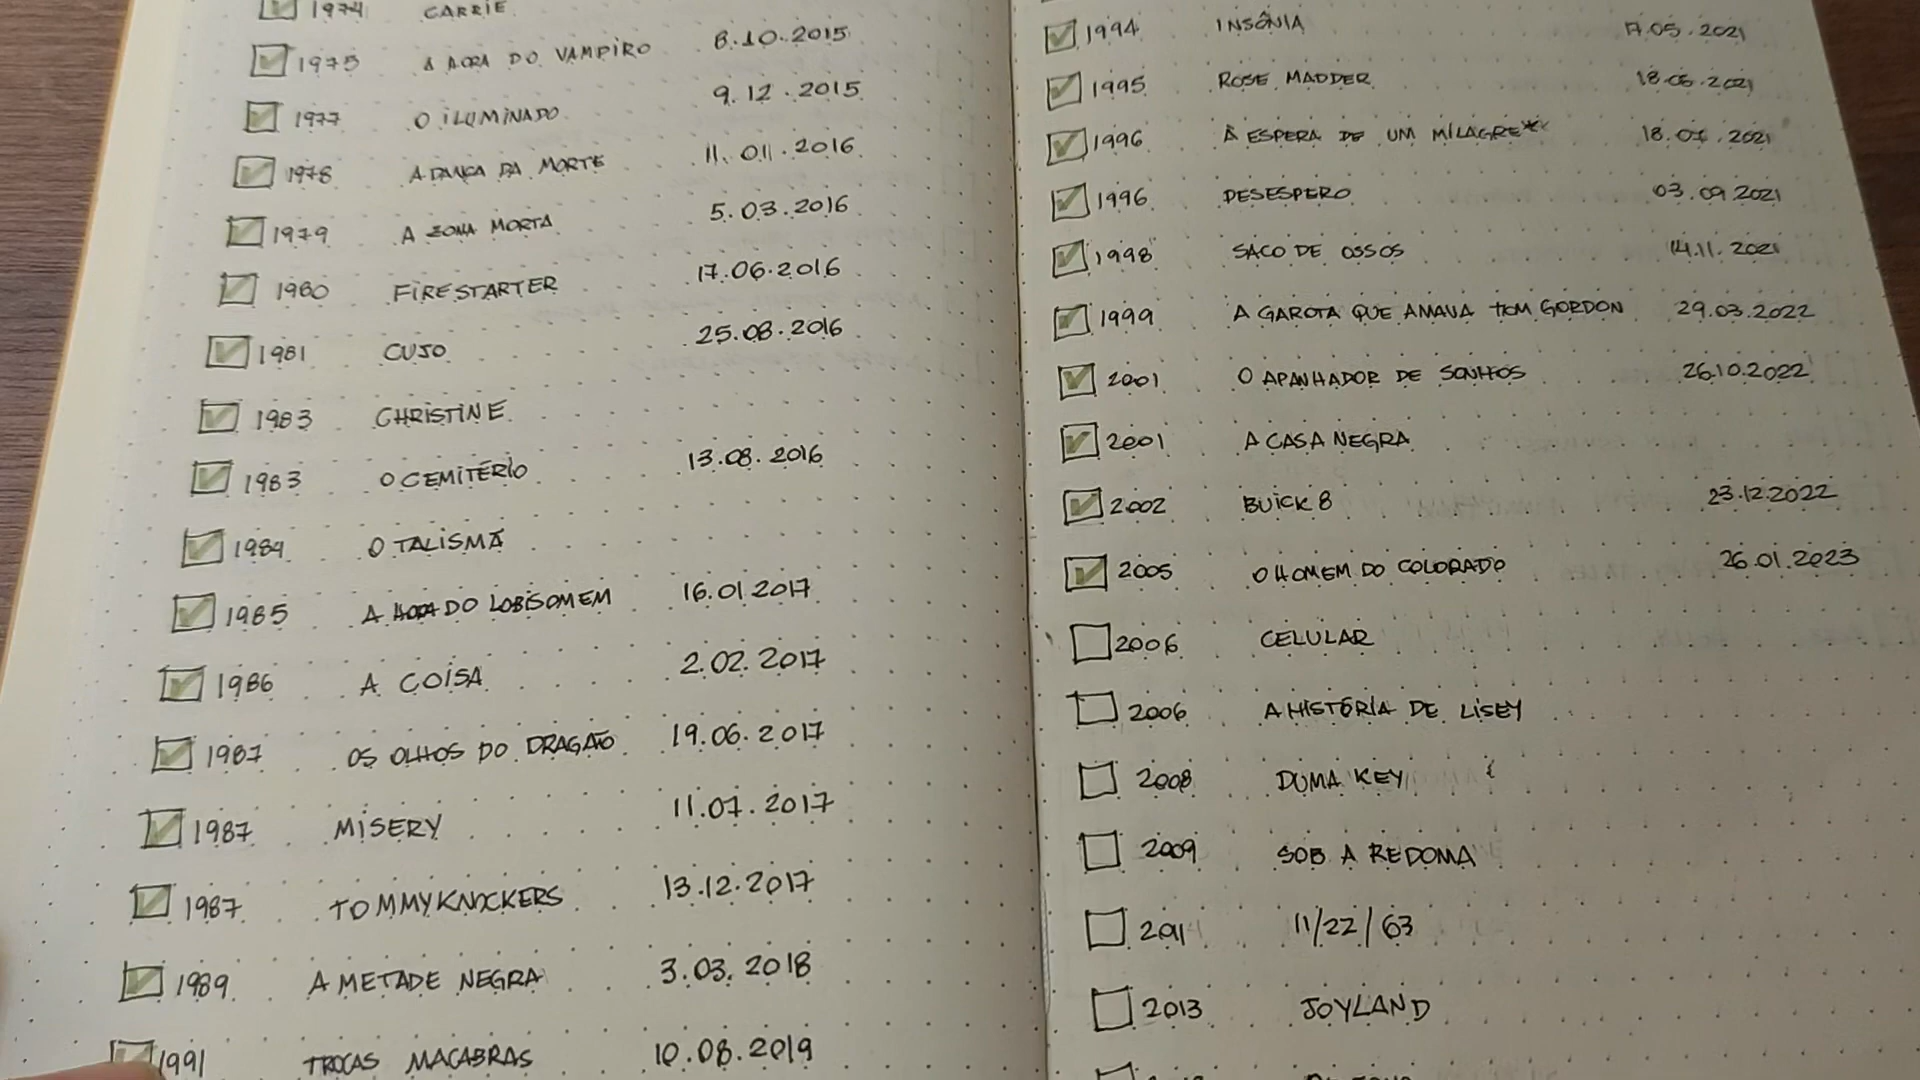 1974 CARRIE
1975 A HORA DO VAMPIRO 8.10.2015
1977 O ILUMINADO 9.12.2015
1978 A DANÇA DA MORTE 11.01.2016
1979 A ZONA MORTA 5.03.2016
1980 FIRESTARTER 17.06.2016
1981 CUJO 25.08.2016
1983 CHRISTINE
1983 O CEMITÉRIO 13.08.2016
1984 O TALISMÃ
1985 A HORA DO LOBISOMEM 16.01.2017
1986 A COISA 2.02.2017
1987 OS OLHOS DO DRAGÃO 19.06.2017
1987 MISERY 11.07.2017
1987 TOMMYKNOCKERS 13.12.2017
1989 A METADE NEGRA 3.03.2018
1991 TROCAS MACABRAS 10.08.2019
1994 INSÔNIA 17.05.2021
1995 ROSE MADDER 18.06.2021
1996 À ESPERA DE UM MILAGRE* 18.07.2021
1996 DESESPERO 03.09.2021
1998 SACO DE OSSOS 14.11.2021
1999 A GAROTA QUE AMAVA TOM GORDON 29.03.2022
2001 O APANHADOR DE SONHOS 26.10.2022
2001 A CASA NEGRA
2002 BUICK 8 23.12.2022
2005 O HOMEM DO COLORADO 26.01.2023
2006 CELULAR
2006 A HISTÓRIA DE LISEY
2008 DUMA KEY
2009 SOB A REDOMA
2011 11/22/63
2013 JOYLAND